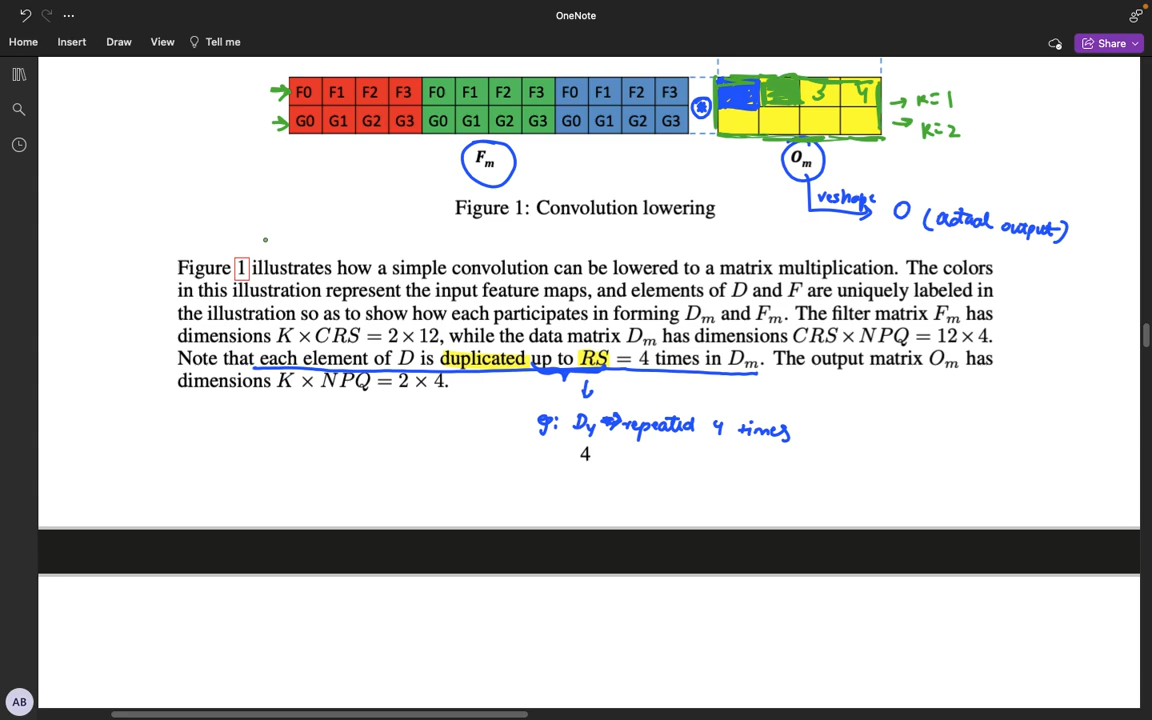 OneNote
Home Insert Draw View Tell me
Share
F0 F1 F2 F3 F0 F1 F2 F3 F0 F1 F2 F3
3 4
→ K=1
G0 G1 G2 G3 G0 G1 G2 G3 G0 G1 G2 G3
→ K=2
Fm
Om
reshape
O (actual output)
Figure 1: Convolution lowering
Figure 1 illustrates how a simple convolution can be lowered to a matrix multiplication. The colors
in this illustration represent the input feature maps, and elements of D and F are uniquely labeled in
the illustration so as to show how each participates in forming Dm and Fm. The filter matrix Fm has
dimensions K × CRS = 2 × 12, while the data matrix Dm has dimensions CRS × NPQ = 12 × 4.
Note that each element of D is duplicated up to RS = 4 times in Dm. The output matrix Om has
dimensions K × NPQ = 2 × 4.
eg: D4 ⇒ repeated 4 times
4
AB